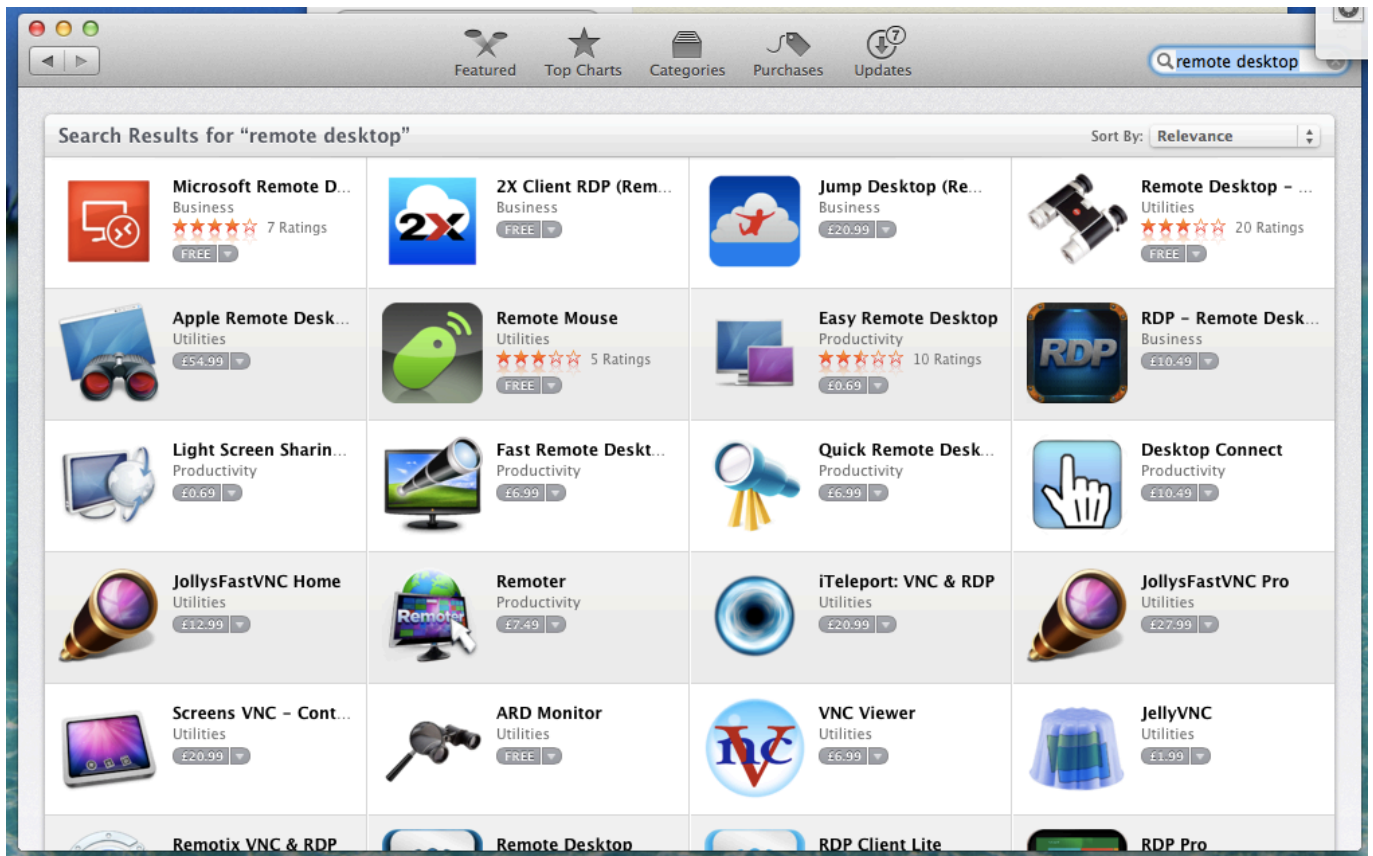 Featured
Top Charts
Categories
Purchases
7
Updates
remote desktop
Search Results for “remote desktop”
Sort By: Relevance
Microsoft Remote D...
Business
7 Ratings
FREE
2X
2X Client RDP (Rem...
Business
FREE
Jump Desktop (Re...
Business
£20.99
Remote Desktop – ...
Utilities
20 Ratings
FREE
Apple Remote Desk...
Utilities
£54.99
Remote Mouse
Utilities
5 Ratings
FREE
Easy Remote Desktop
Productivity
10 Ratings
£0.69
RDP
RDP – Remote Desk...
Business
£10.49
Light Screen Sharin...
Productivity
£0.69
Fast Remote Deskt...
Productivity
£6.99
Quick Remote Desk...
Productivity
£6.99
Desktop Connect
Productivity
£10.49
JollysFastVNC Home
Utilities
£12.99
Remoter
Remoter
Productivity
£7.49
iTeleport: VNC & RDP
Utilities
£20.99
JollysFastVNC Pro
Utilities
£27.99
Screens VNC – Cont...
Utilities
£20.99
ARD Monitor
Utilities
FREE
Vnc
VNC Viewer
Utilities
£6.99
JellyVNC
Utilities
£1.99
Remotix VNC & RDP
Remote Desktop
RDP Client Lite
RDP Pro